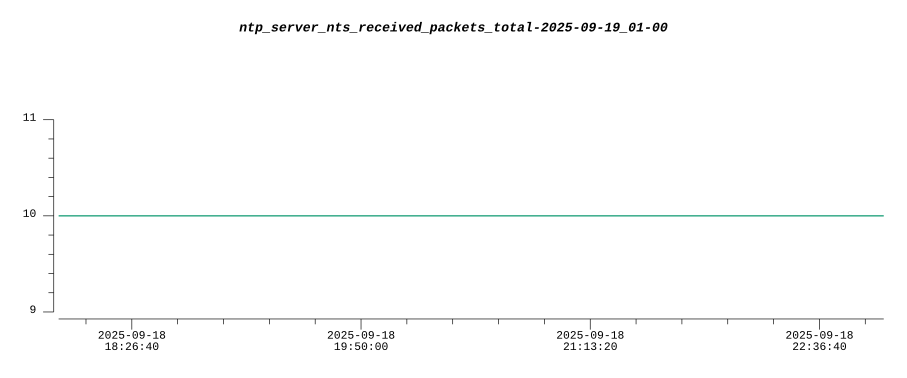 ntp_server_nts_received_packets_total-2025-09-19_01-00
11
10
9
2025-09-18 2025-09-18 2025-09-18 2025-09-18
18:26:40 19:50:00 21:13:20 22:36:40